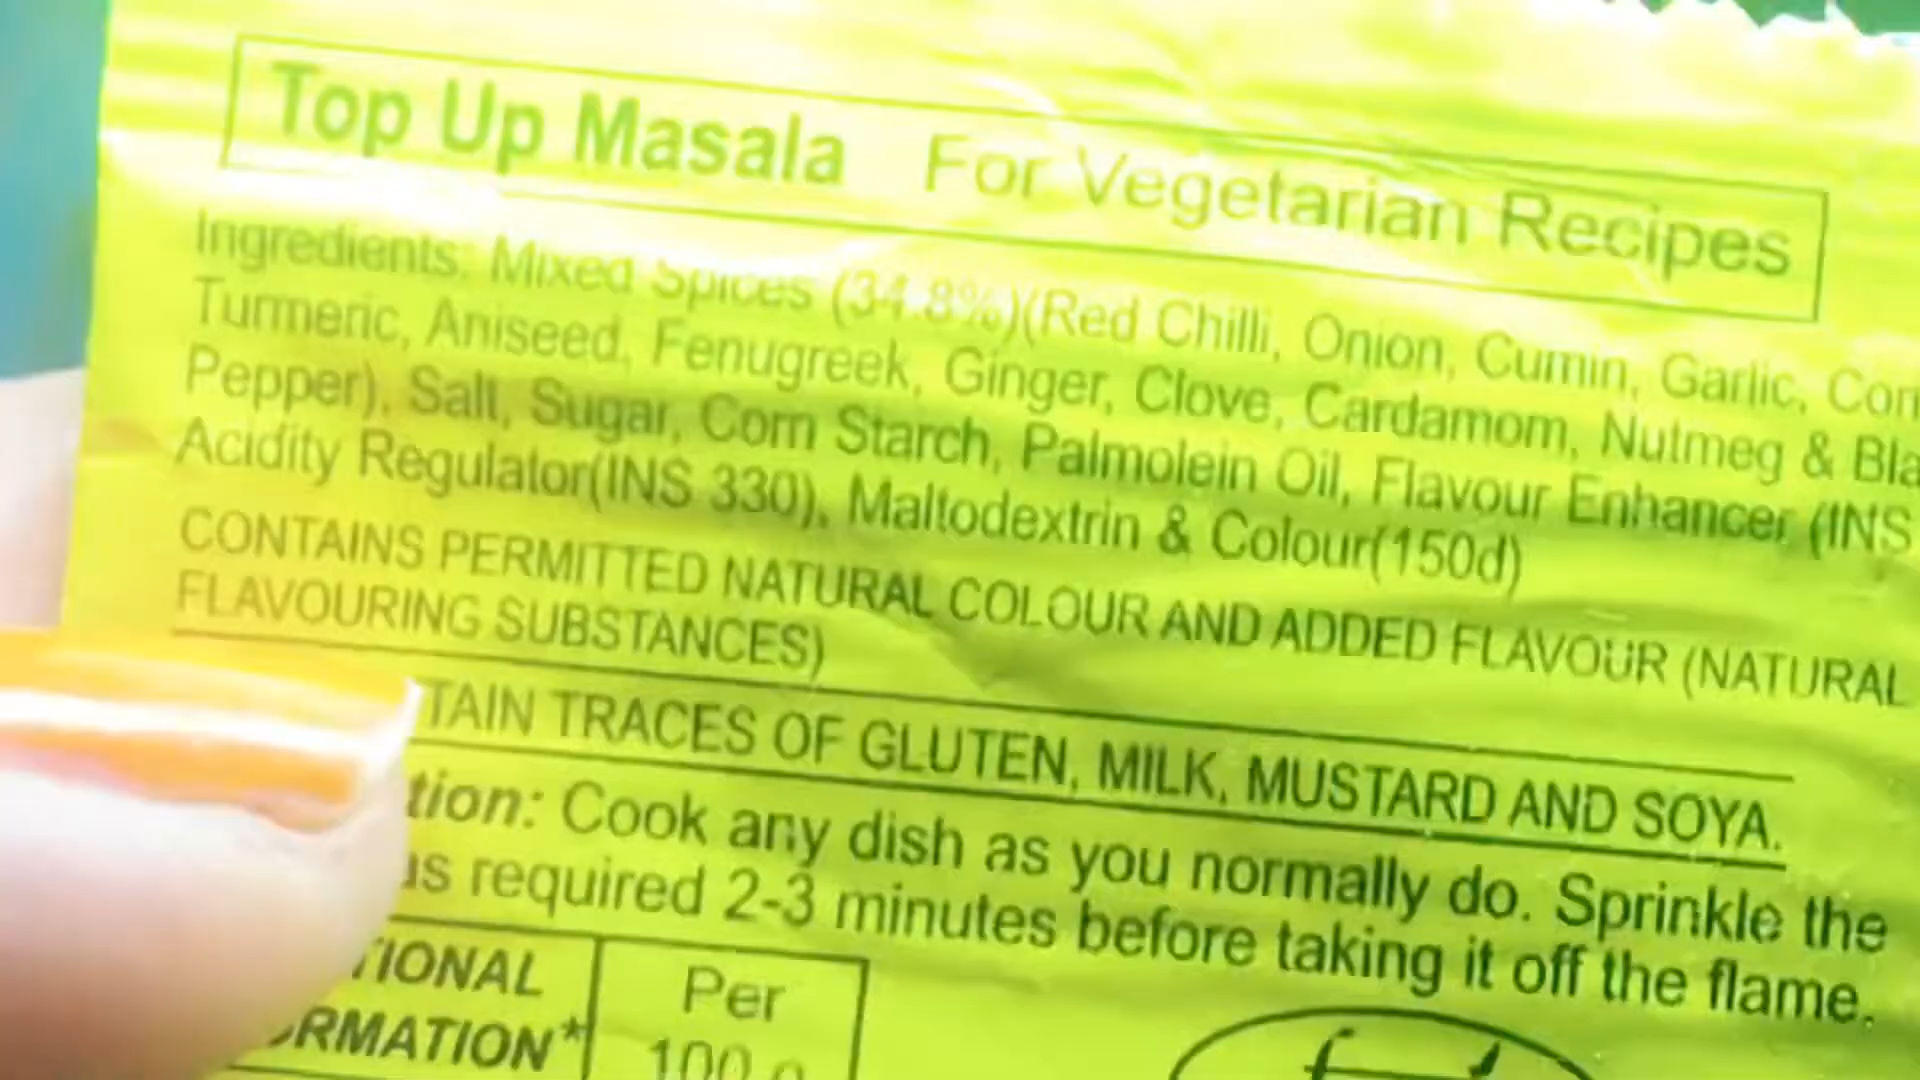 Top Up Masala For Vegetarian Recipes
Ingredients: Mixed Spices (34.8%)(Red Chilli, Onion, Cumin, Garlic,
Turmeric, Aniseed, Fenugreek, Ginger, Clove, Cardamom, Nutmeg &
Pepper), Salt, Sugar, Corn Starch, Palmolein Oil, Flavour Enhancer (INS
Acidity Regulator(INS 330), Maltodextrin & Colour(150d)
CONTAINS PERMITTED NATURAL COLOUR AND ADDED FLAVOUR (NATURAL
FLAVOURING SUBSTANCES)
TAIN TRACES OF GLUTEN, MILK, MUSTARD AND SOYA.
tion: Cook any dish as you normally do. Sprinkle the
as required 2-3 minutes before taking it off the flame.
TIONAL
ORMATION*
Per
100 g